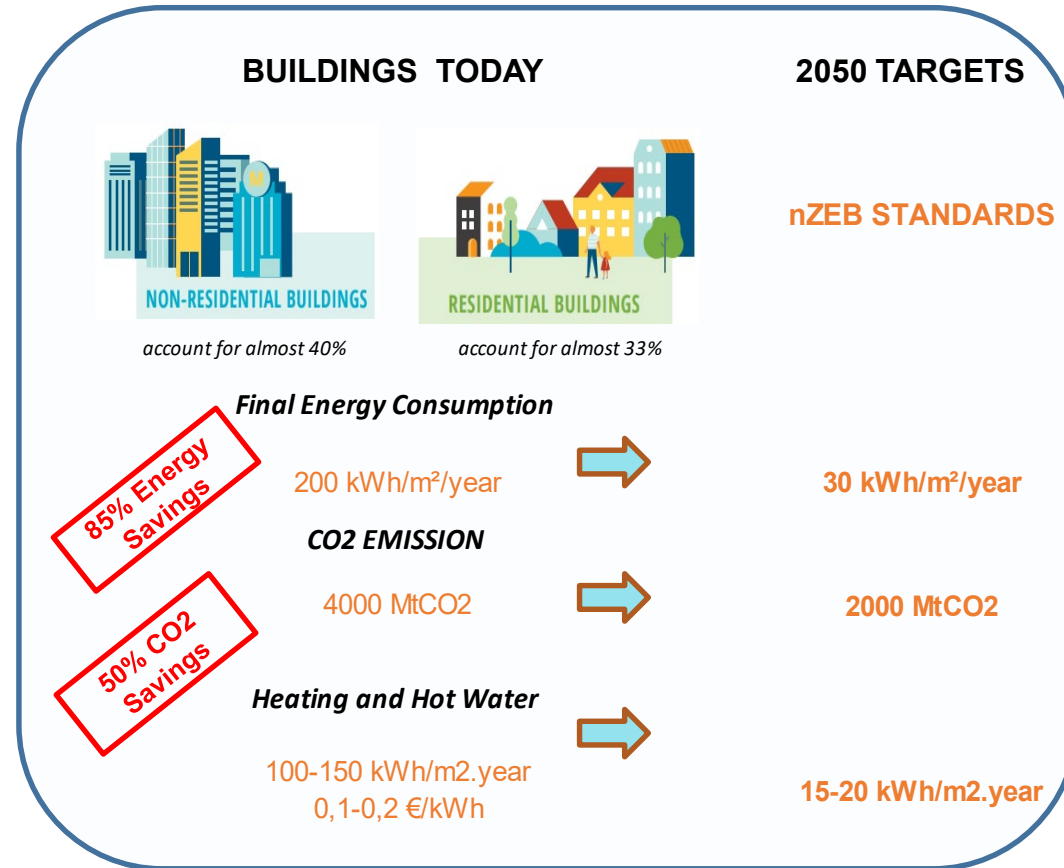 BUILDINGS TODAY
2050 TARGETS
NON-RESIDENTIAL BUILDINGS
RESIDENTIAL BUILDINGS
nZEB STANDARDS
account for almost 40%
account for almost 33%
Final Energy Consumption
85% Energy
Savings
200 kWh/m²/year
30 kWh/m²/year
CO2 EMISSION
4000 MtCO2
2000 MtCO2
50% CO2
Savings
Heating and Hot Water
100-150 kWh/m2.year
0,1-0,2 €/kWh
15-20 kWh/m2.year